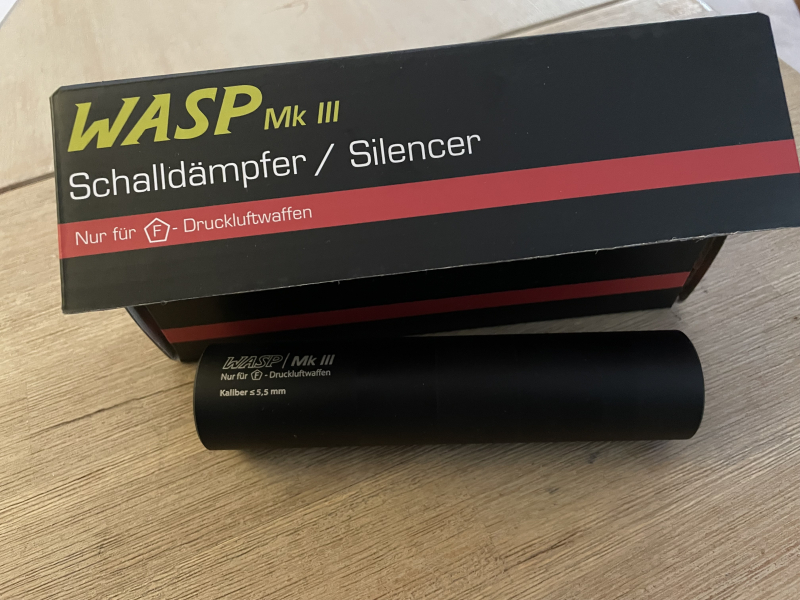 WASP Mk III
Schalldämpfer / Silencer
Nur für F - Druckluftwaffen
WASP | Mk III
Nur für F - Druckluftwaffen
Kaliber ≤ 5,5 mm